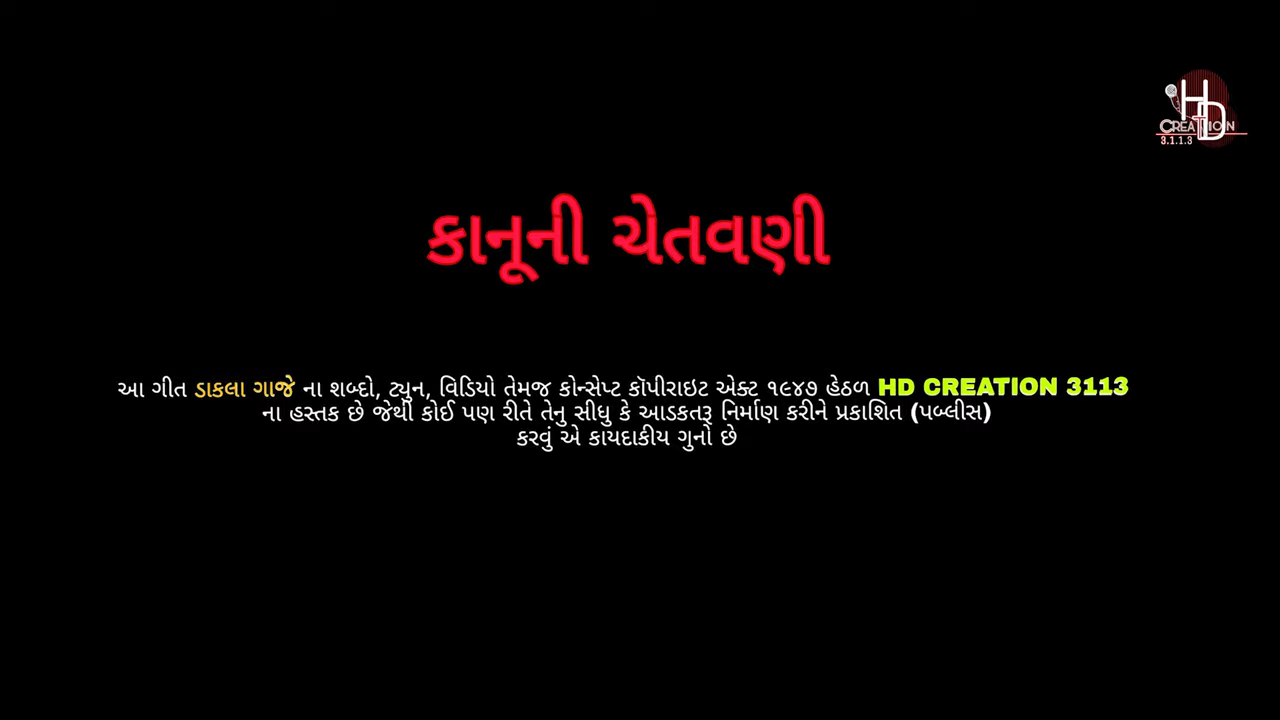 HD
CREATION
3.1.1.3
કાનૂની ચેતવણી
આ ગીત ડાકલા ગાજે ના શબ્દો, ટ્યુન, વિડિયો તેમજ કોન્સેપ્ટ કૉપીરાઇટ એક્ટ ૧૯૪૭ હેઠળ HD CREATION 3113
ના હસ્તક છે જેથી કોઈ પણ રીતે તેનુ સીધુ કે આડકતરૂ નિર્માણ કરીને પ્રકાશિત (પબ્લીસ)
કરવું એ કાયદાકીય ગુનો છે